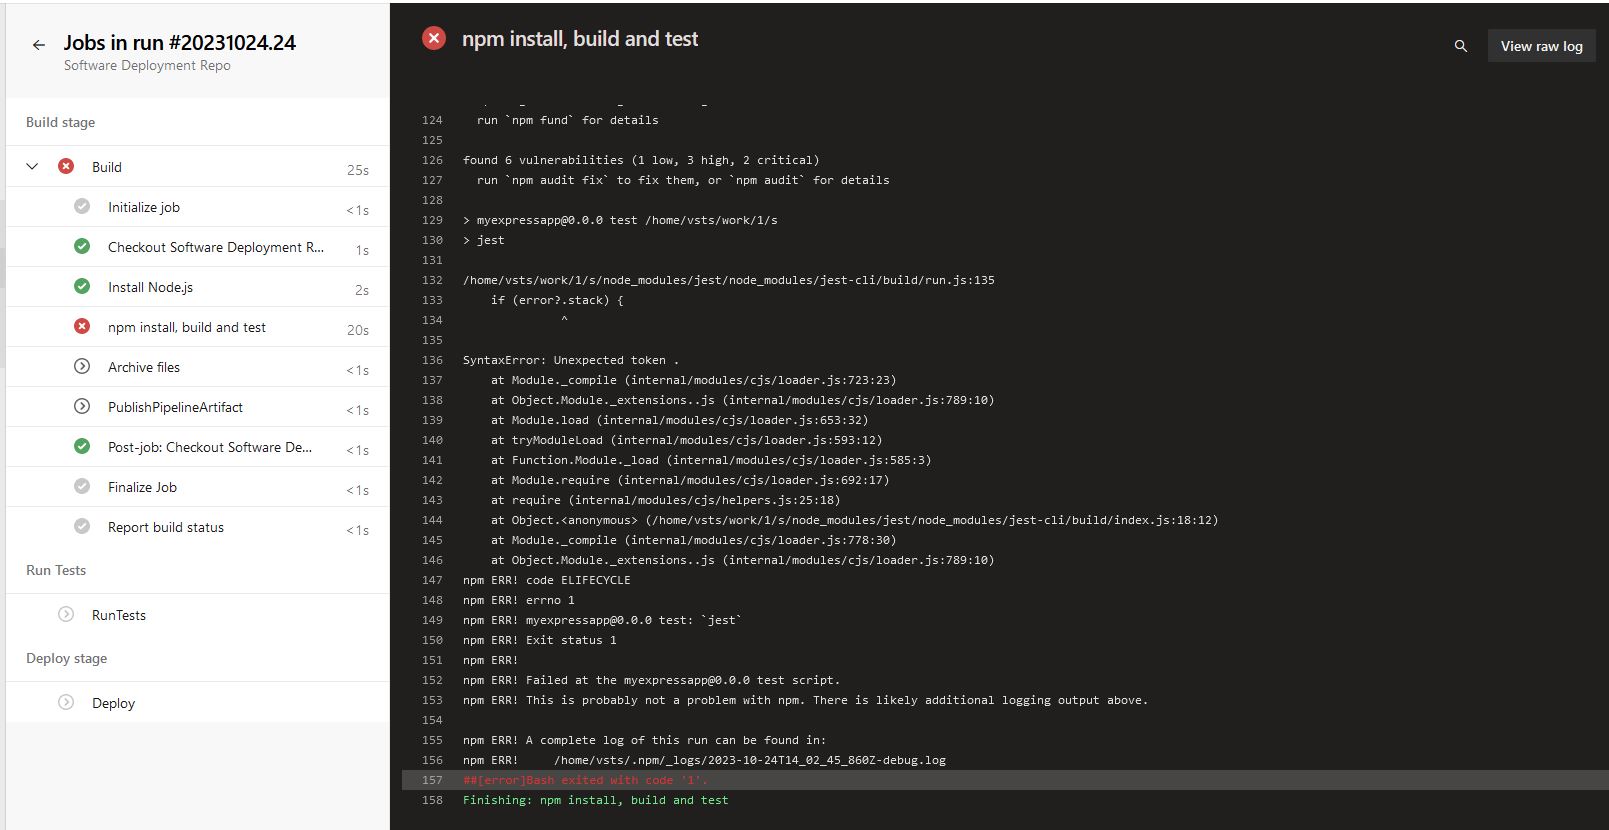 Jobs in run #20231024.24
Software Deployment Repo
Build stage
Build 25s
Initialize job <1s
Checkout Software Deployment R... 1s
Install Node.js 2s
npm install, build and test 20s
Archive files <1s
PublishPipelineArtifact <1s
Post-job: Checkout Software De... <1s
Finalize Job <1s
Report build status <1s
Run Tests
RunTests
Deploy stage
Deploy
npm install, build and test
View raw log
124 run `npm fund` for details
125
126 found 6 vulnerabilities (1 low, 3 high, 2 critical)
127 run `npm audit fix` to fix them, or `npm audit` for details
128
129 > myexpressapp@0.0.0 test /home/vsts/work/1/s
130 > jest
131
132 /home/vsts/work/1/s/node_modules/jest/node_modules/jest-cli/build/run.js:135
133 if (error?.stack) {
134 ^
135
136 SyntaxError: Unexpected token .
137 at Module._compile (internal/modules/cjs/loader.js:723:23)
138 at Object.Module._extensions..js (internal/modules/cjs/loader.js:789:10)
139 at Module.load (internal/modules/cjs/loader.js:653:32)
140 at tryModuleLoad (internal/modules/cjs/loader.js:593:12)
141 at Function.Module._load (internal/modules/cjs/loader.js:585:3)
142 at Module.require (internal/modules/cjs/loader.js:692:17)
143 at require (internal/modules/cjs/helpers.js:25:18)
144 at Object.<anonymous> (/home/vsts/work/1/s/node_modules/jest/node_modules/jest-cli/build/index.js:18:12)
145 at Module._compile (internal/modules/cjs/loader.js:778:30)
146 at Object.Module._extensions..js (internal/modules/cjs/loader.js:789:10)
147 npm ERR! code ELIFECYCLE
148 npm ERR! errno 1
149 npm ERR! myexpressapp@0.0.0 test: `jest`
150 npm ERR! Exit status 1
151 npm ERR!
152 npm ERR! Failed at the myexpressapp@0.0.0 test script.
153 npm ERR! This is probably not a problem with npm. There is likely additional logging output above.
154
155 npm ERR! A complete log of this run can be found in:
156 npm ERR! /home/vsts/.npm/_logs/2023-10-24T14_02_45_860Z-debug.log
157 ##[error]Bash exited with code '1'.
158 Finishing: npm install, build and test